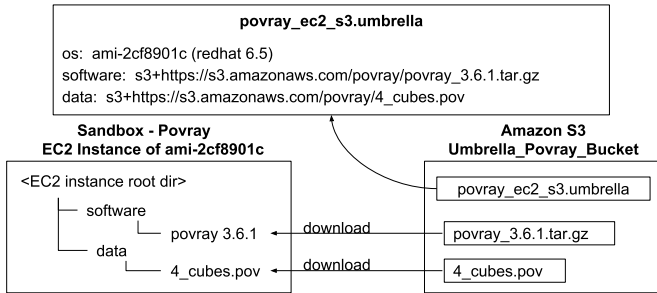 povray_ec2_s3.umbrella
os: ami-2cf8901c (redhat 6.5)
software: s3+https://s3.amazonaws.com/povray/povray_3.6.1.tar.gz
data: s3+https://s3.amazonaws.com/povray/4_cubes.pov
Sandbox - Povray
EC2 Instance of ami-2cf8901c
Amazon S3
Umbrella_Povray_Bucket
<EC2 instance root dir>
povray_ec2_s3.umbrella
software
povray 3.6.1
download
povray_3.6.1.tar.gz
data
4_cubes.pov
download
4_cubes.pov